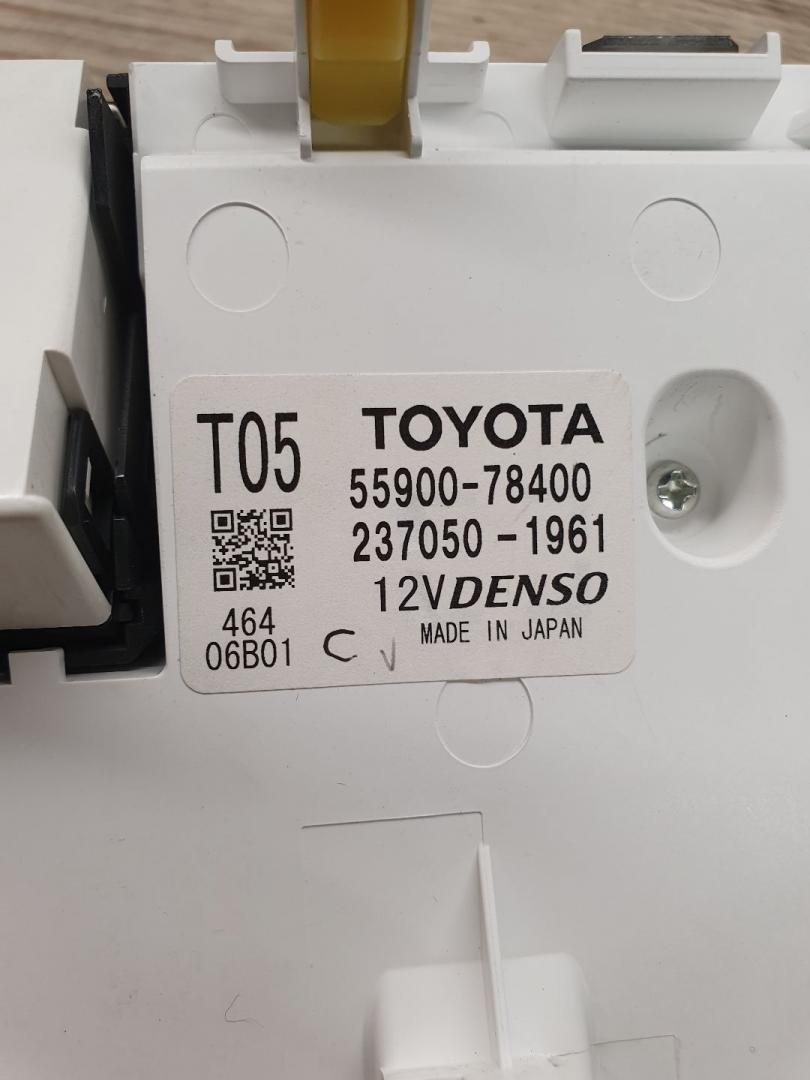 T05
TOYOTA
55900-78400
237050-1961
12V DENSO
MADE IN JAPAN
464
06B01
C